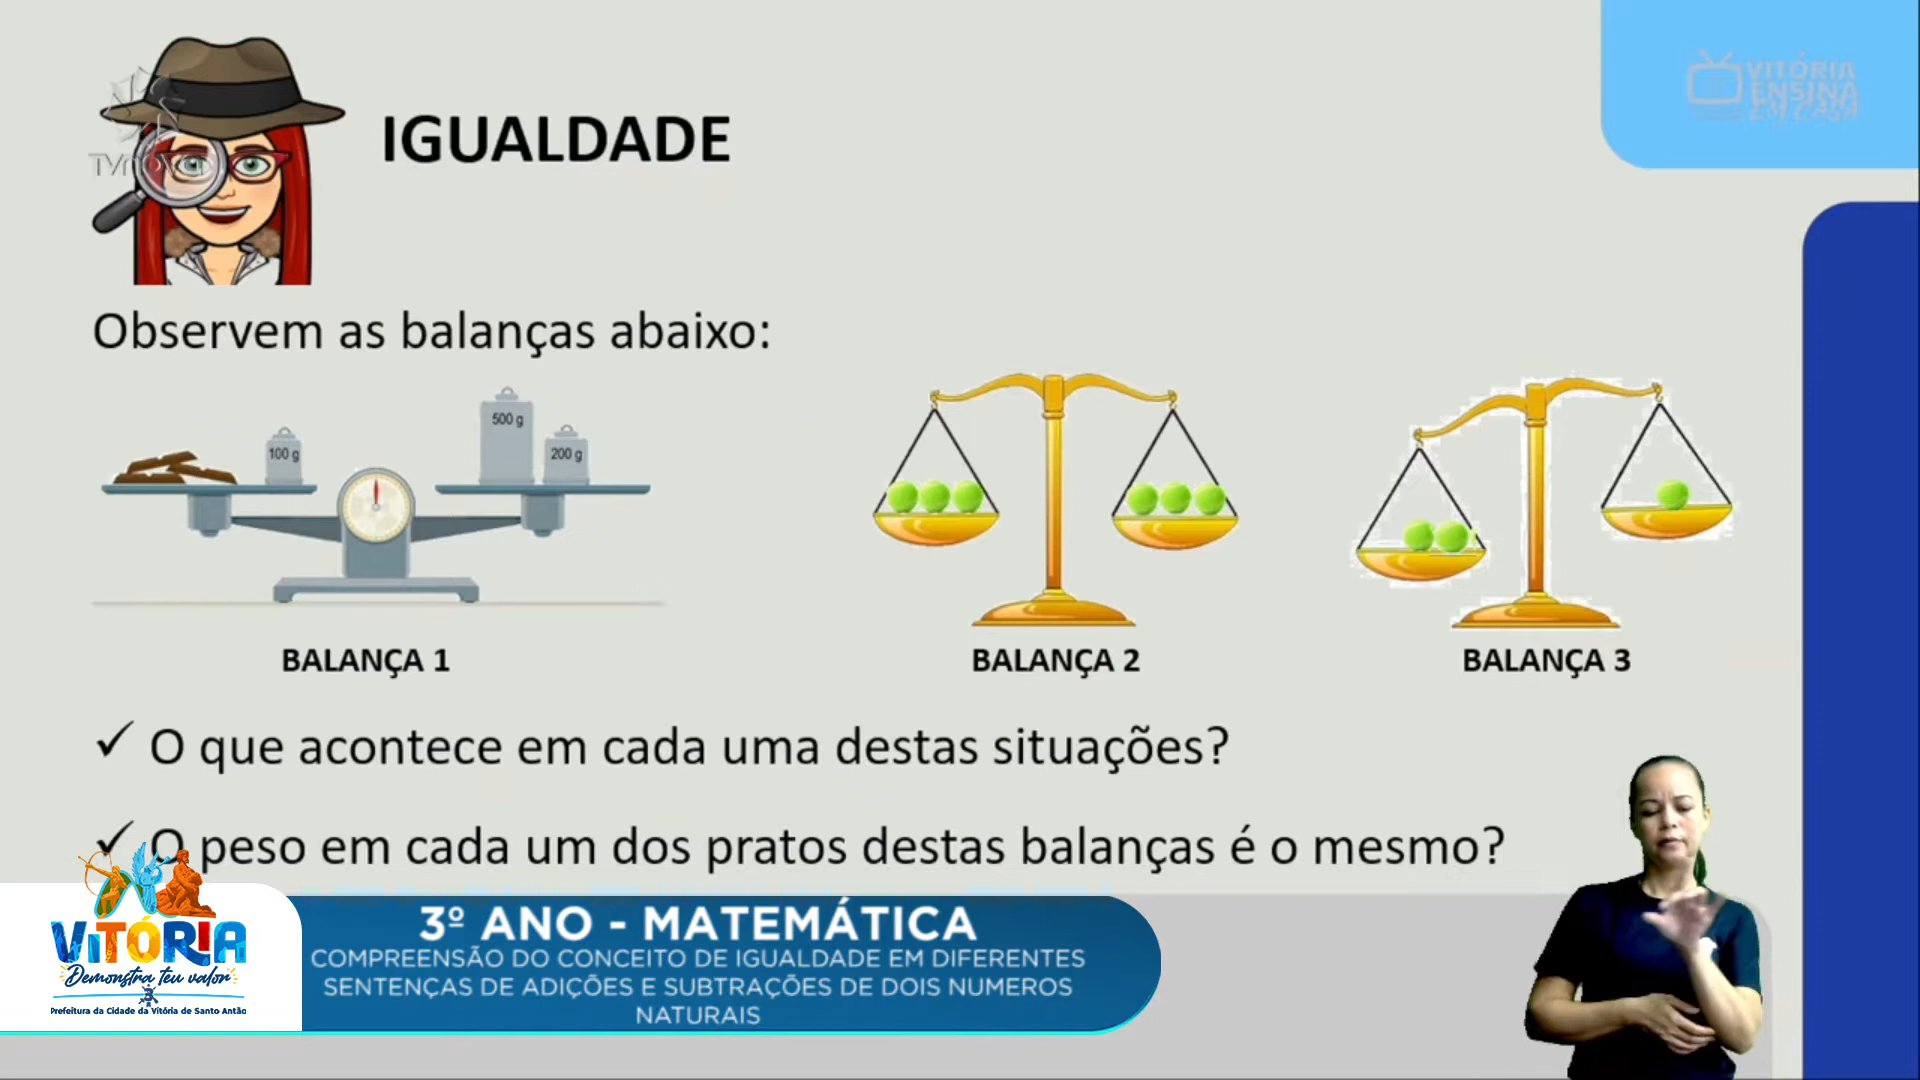 IGUALDADE
VITÓRIA
ENSINA
EM CASA
Observem as balanças abaixo:
100 g
500 g
200 g
BALANÇA 1
BALANÇA 2
BALANÇA 3
✓ O que acontece em cada uma destas situações?
✓ O peso em cada um dos pratos destas balanças é o mesmo?
VITÓRIA
Demonstra teu valor
Prefeitura da Cidade da Vitória de Santo Antão
3º ANO - MATEMÁTICA
COMPREENSÃO DO CONCEITO DE IGUALDADE EM DIFERENTES
SENTENÇAS DE ADIÇÕES E SUBTRAÇÕES DE DOIS NUMEROS
NATURAIS